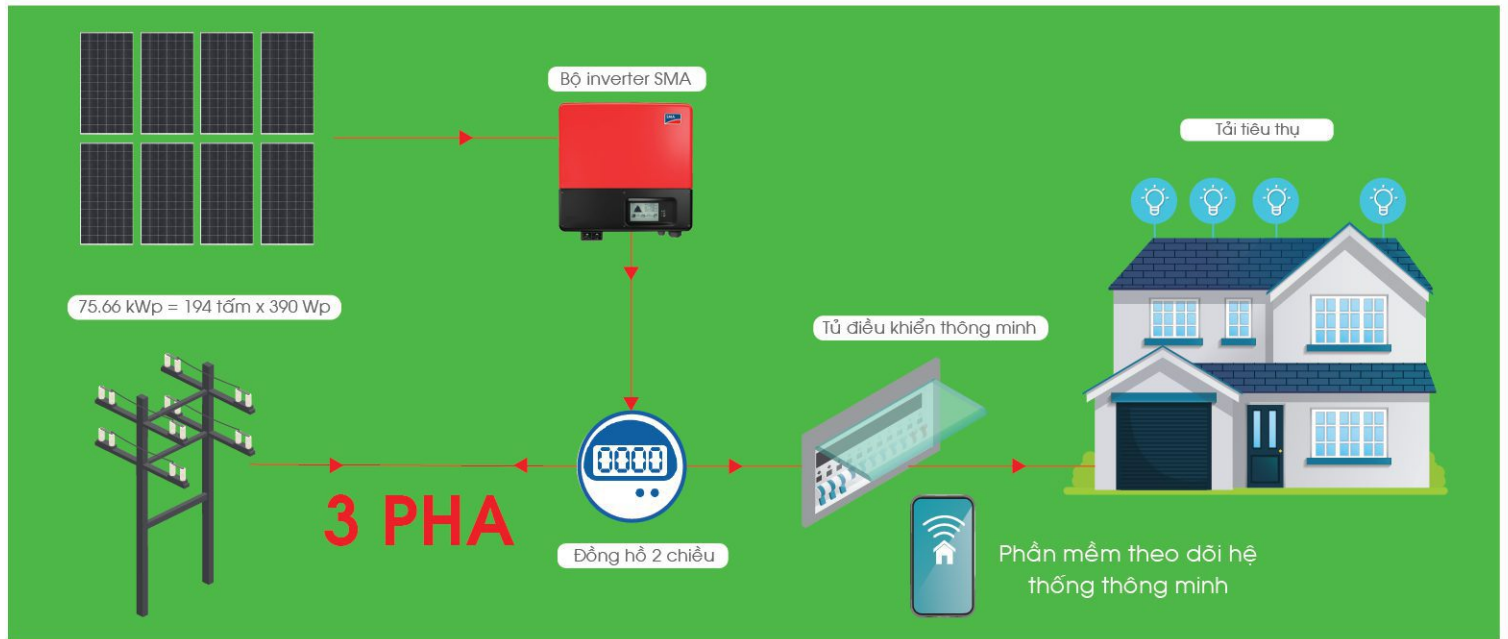 Bộ inverter SMA
SMA
Tải tiêu thụ
75.66 kWp = 194 tấm x 390 Wp
Tủ điều khiển thông minh
0000
3 PHA
Đồng hồ 2 chiều
Phần mềm theo dõi hệ
thống thông minh